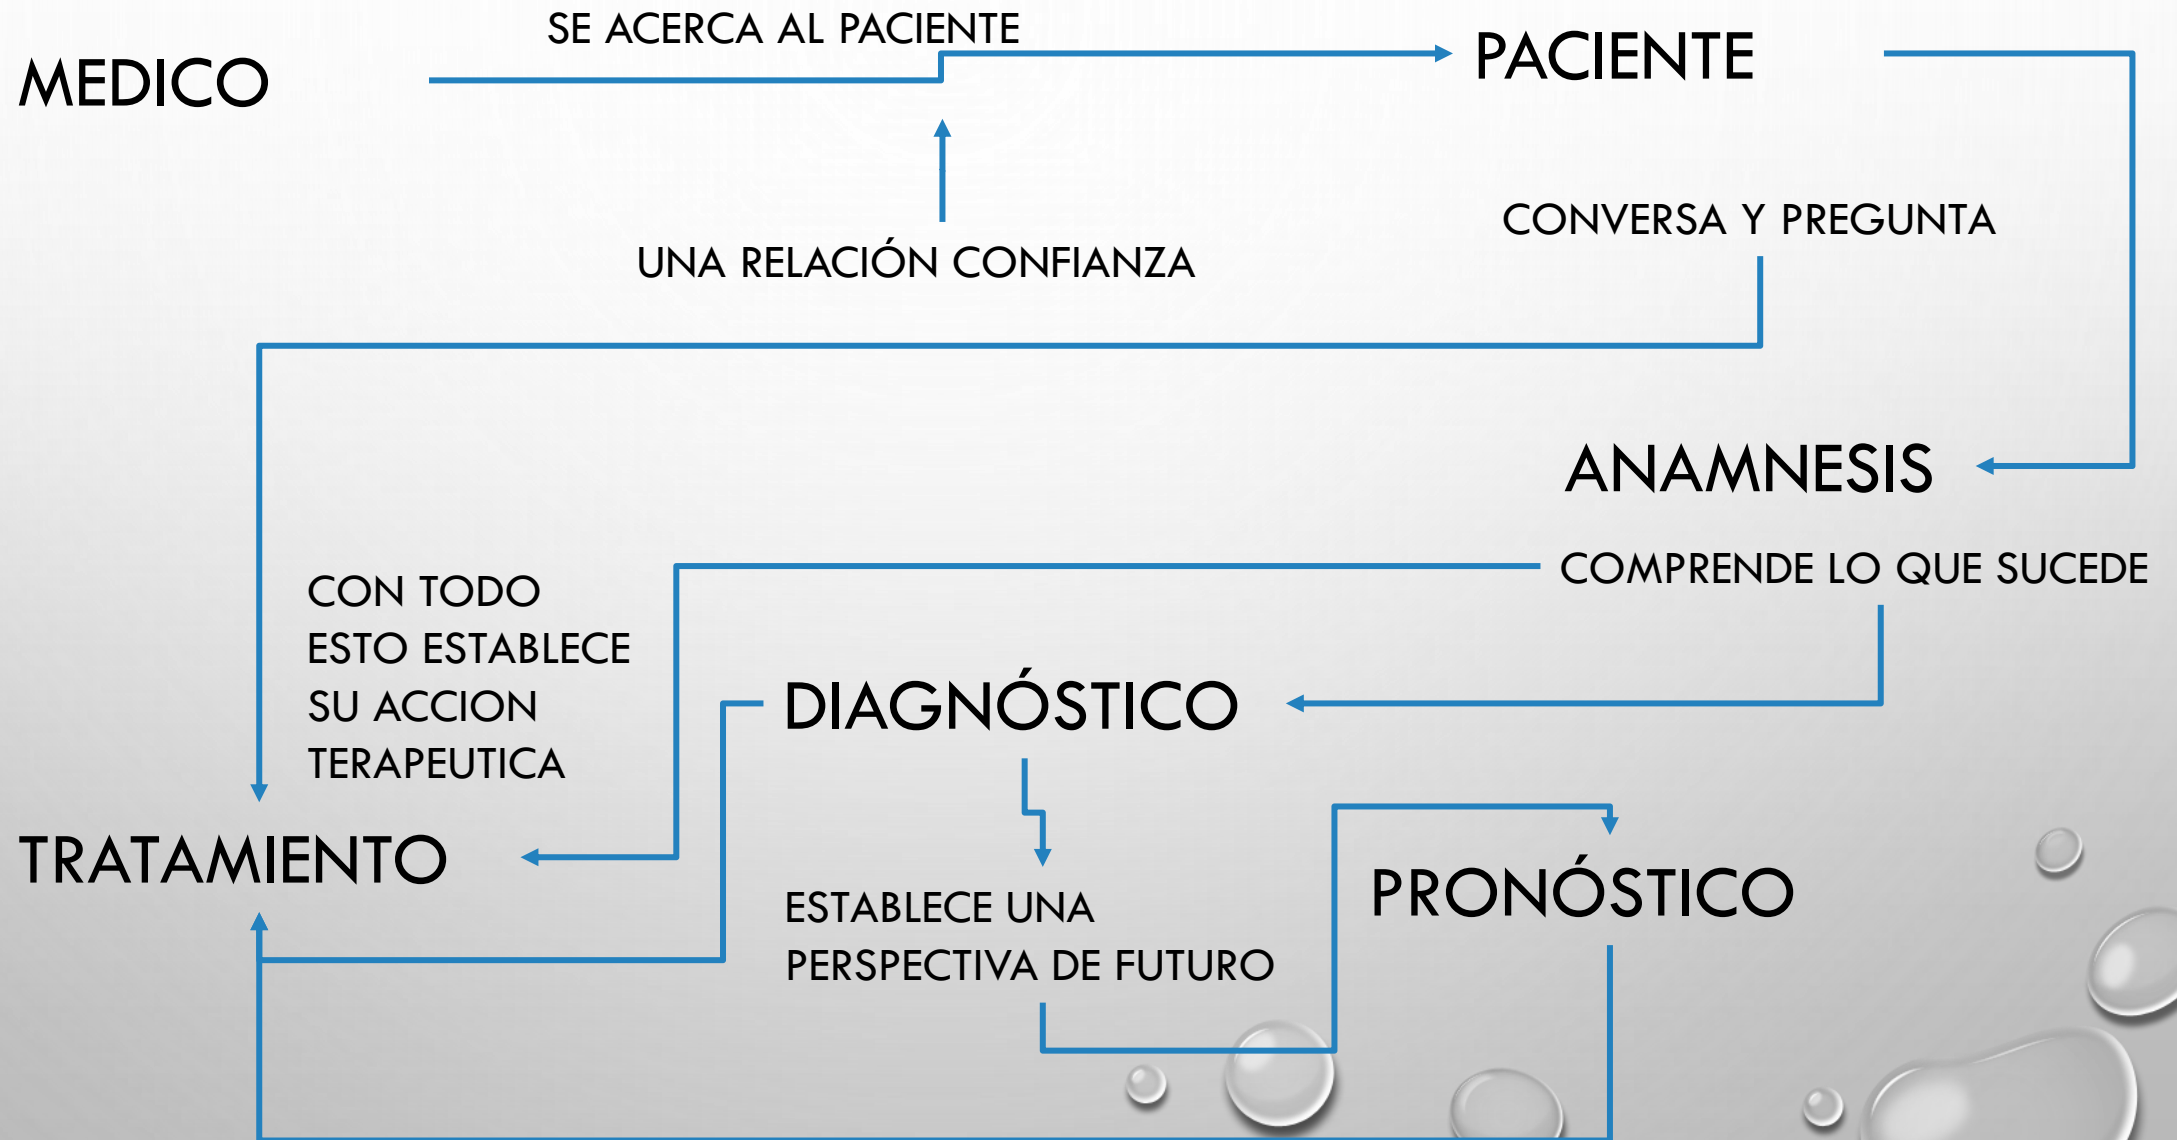 SE ACERCA AL PACIENTE
MEDICO
PACIENTE
CONVERSA Y PREGUNTA
UNA RELACIÓN CONFIANZA
ANAMNESIS
COMPRENDE LO QUE SUCEDE
CON TODO
ESTO ESTABLECE
SU ACCION
TERAPEUTICA
DIAGNÓSTICO
TRATAMIENTO
ESTABLECE UNA
PERSPECTIVA DE FUTURO
PRONÓSTICO